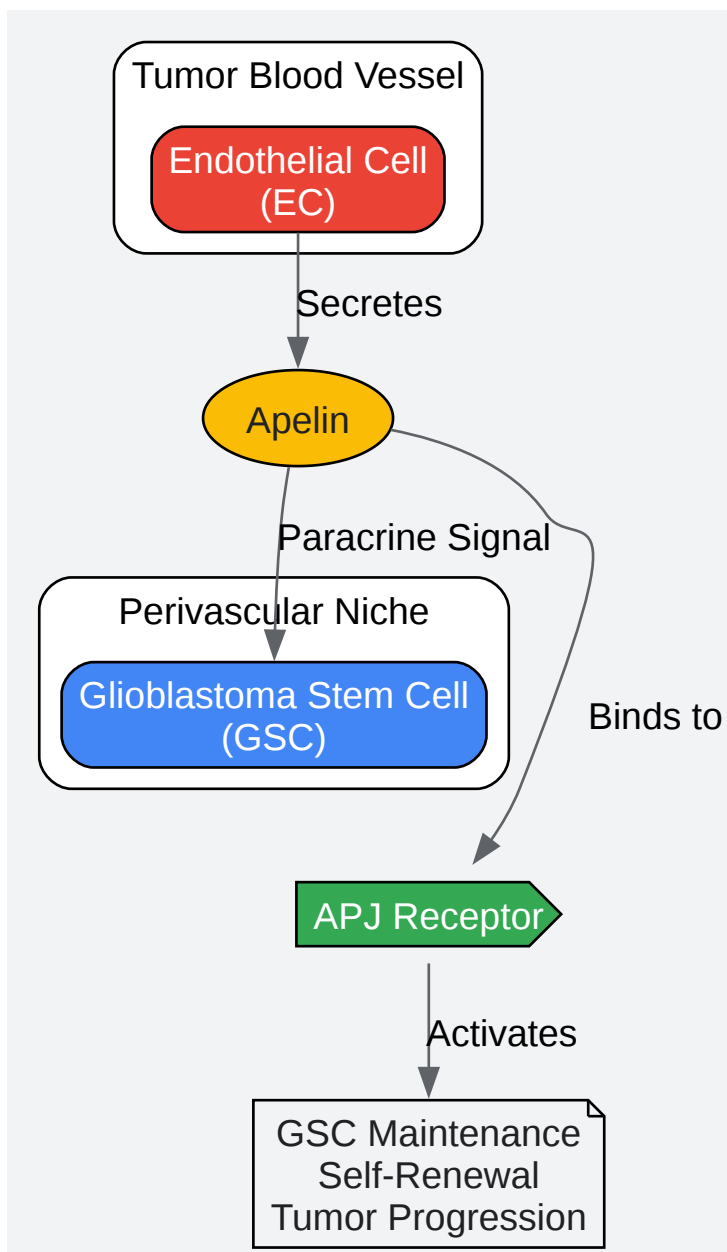 Tumor Blood Vessel
Endothelial Cell
(EC)
Secretes
Apelin
Paracrine Signal
Perivascular Niche
Glioblastoma Stem Cell
(GSC)
Binds to
APJ Receptor
Activates
GSC Maintenance
Self-Renewal
Tumor Progression